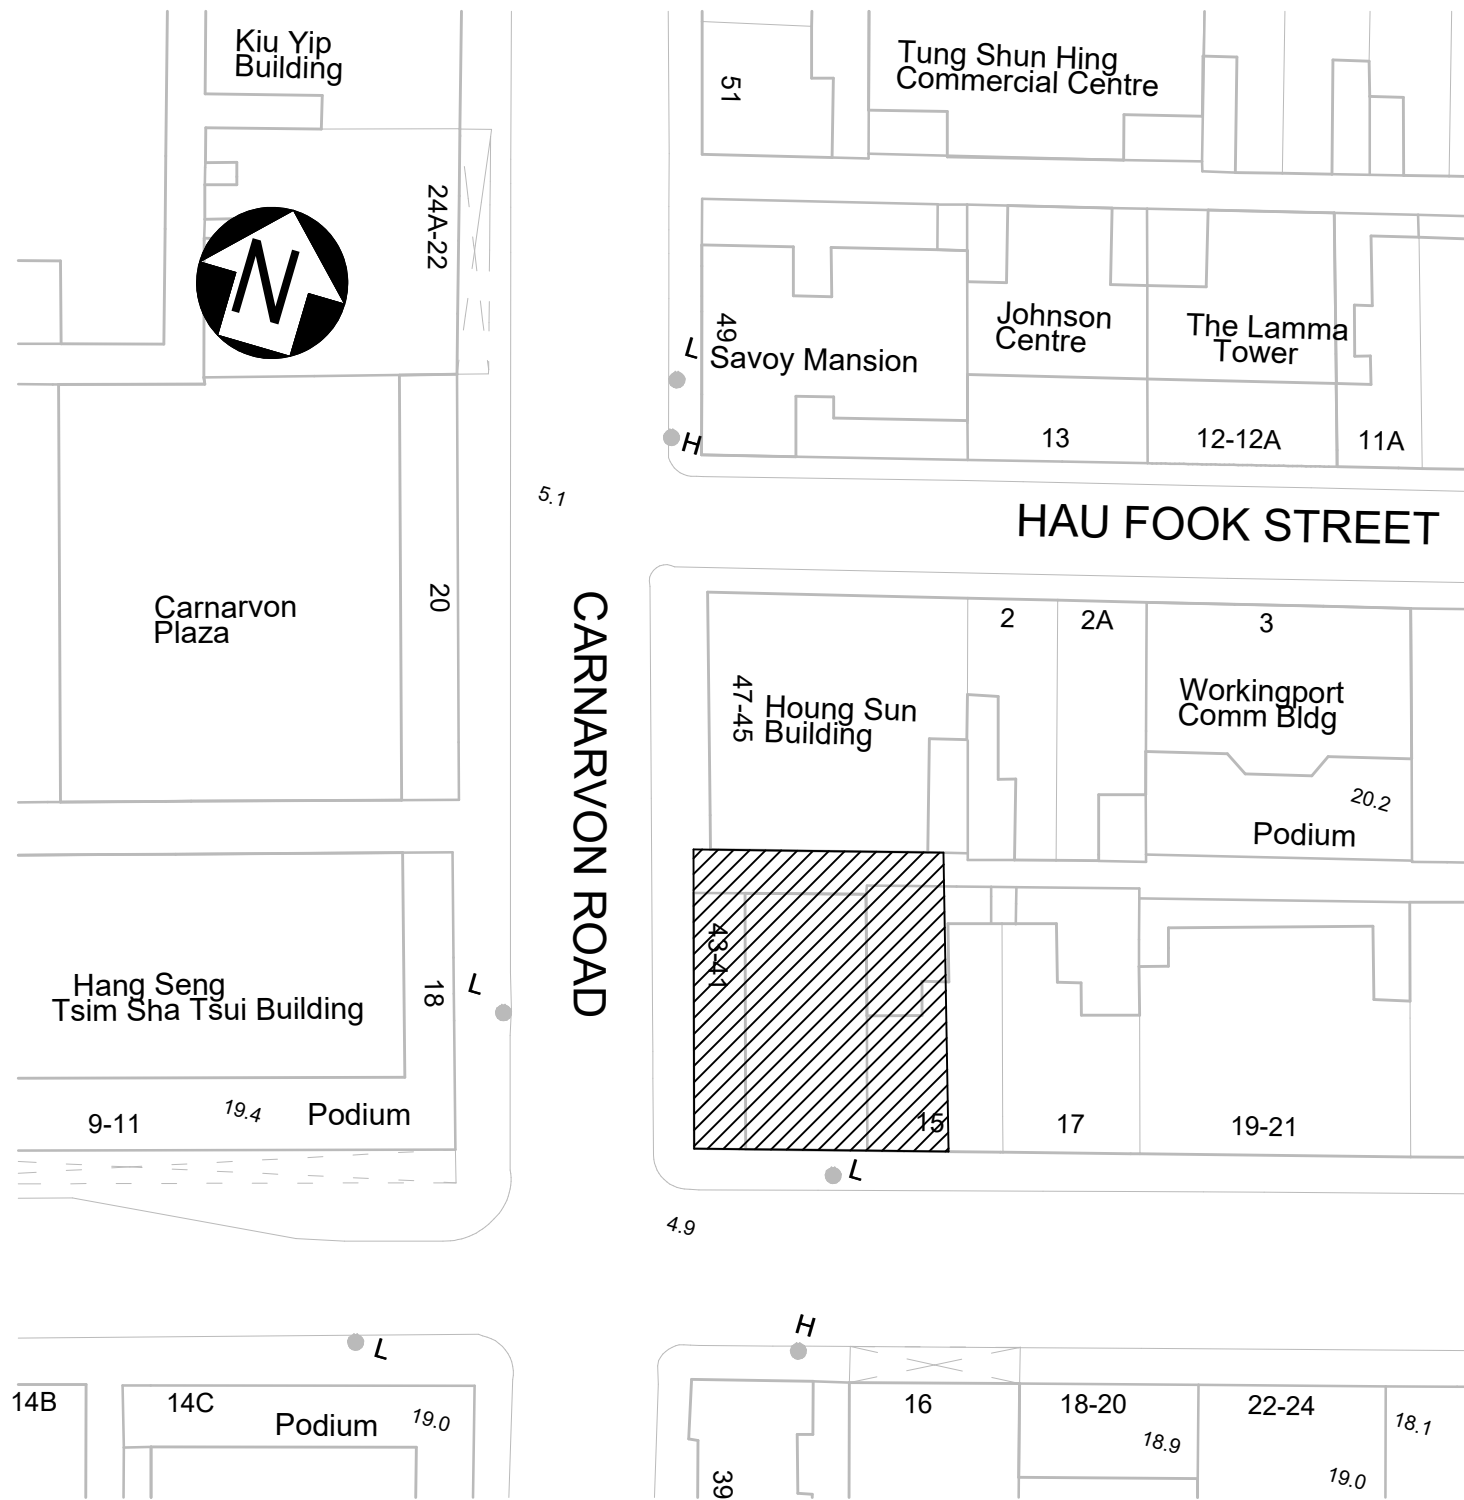 Kiu Yip
Building
51
Tung Shun Hing
Commercial Centre
24A-22
N
49
L
Savoy Mansion
Johnson
Centre
The Lamma
Tower
H
13
12-12A
11A
5.1
HAU FOOK STREET
20
Carnarvon
Plaza
CARNARVON ROAD
2
2A
3
47-45
Houng Sun
Building
Workingport
Comm Bldg
20.2
Podium
43-41
Hang Seng
Tsim Sha Tsui Building
18
L
9-11
19.4
Podium
15
17
19-21
L
4.9
H
L
14B
14C
Podium
19.0
16
18-20
22-24
18.1
18.9
19.0
39